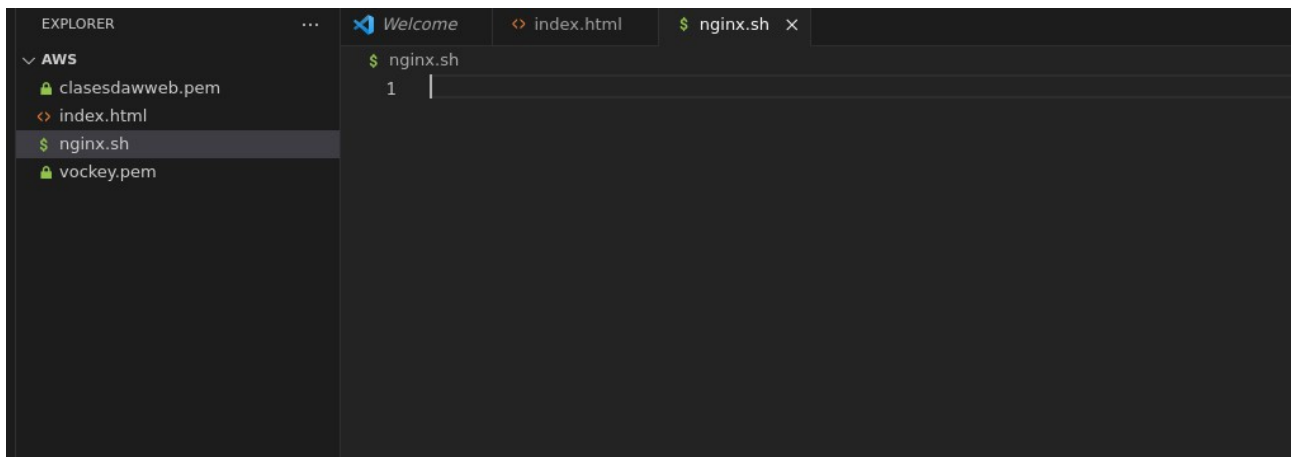 EXPLORER ...
AWS
clasesdawweb.pem
<> index.html
$ nginx.sh
vockey.pem
Welcome <> index.html $ nginx.sh ×
$ nginx.sh
1